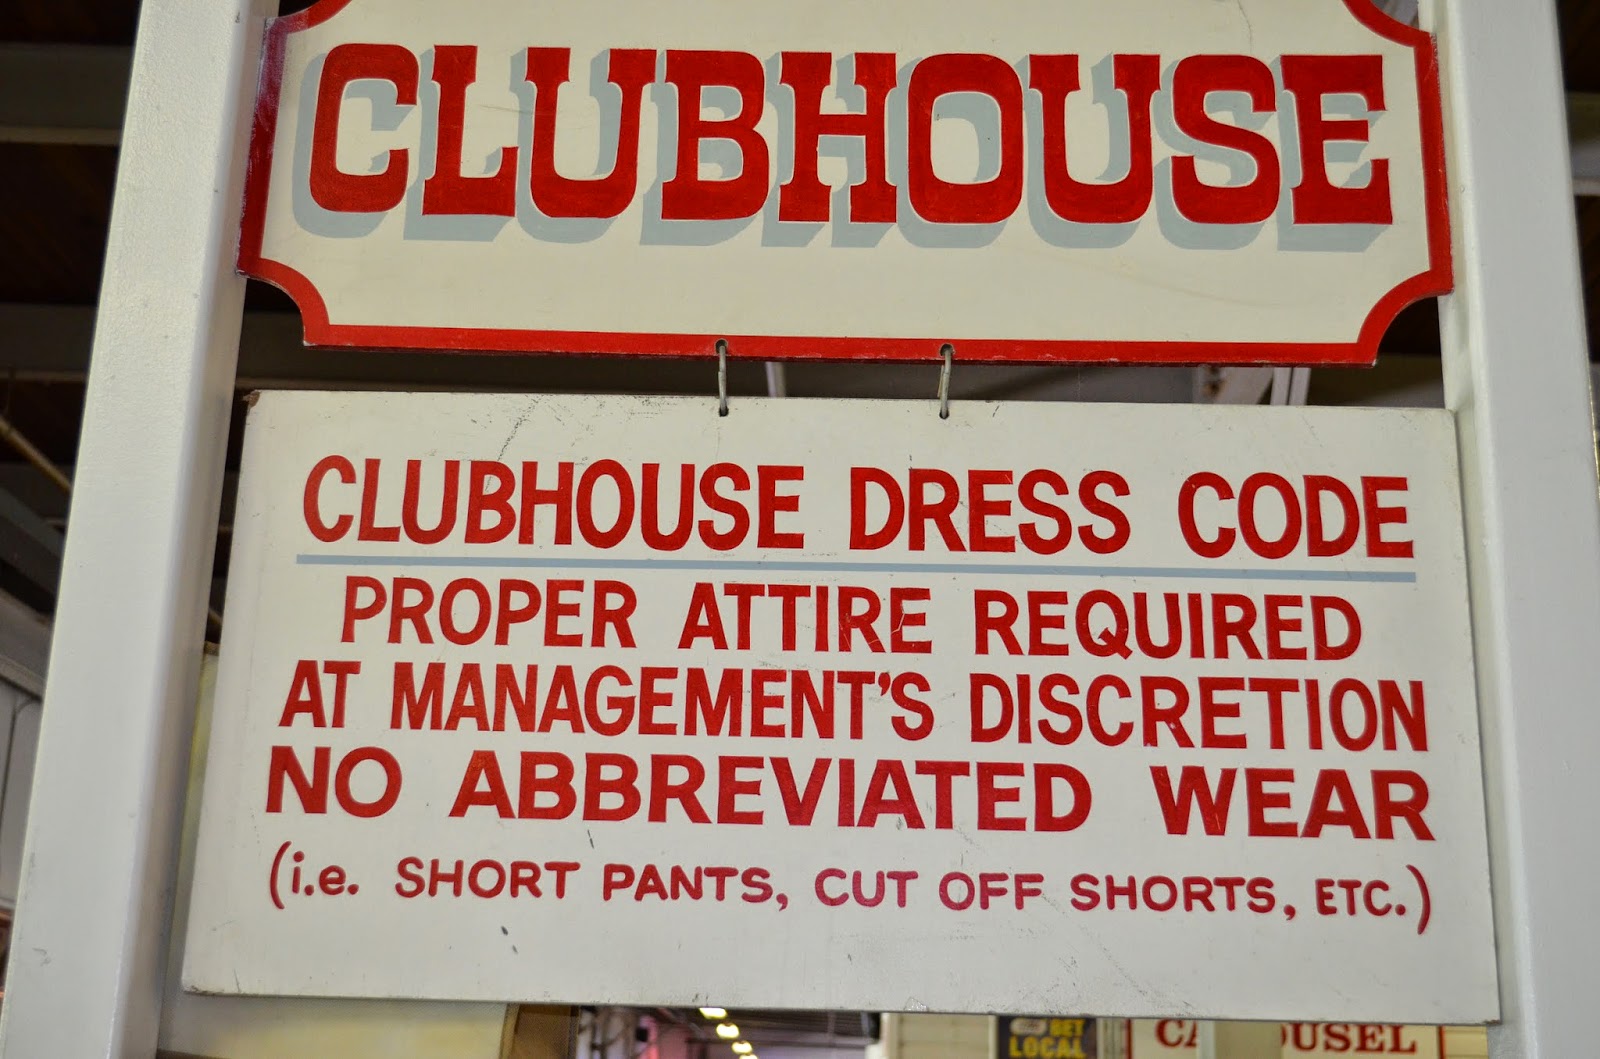 CLUBHOUSE
CLUBHOUSE DRESS CODE
PROPER ATTIRE REQUIRED
AT MANAGEMENT'S DISCRETION
NO ABBREVIATED WEAR
(i.e. SHORT PANTS, CUT OFF SHORTS, ETC.)
BET
LOCAL